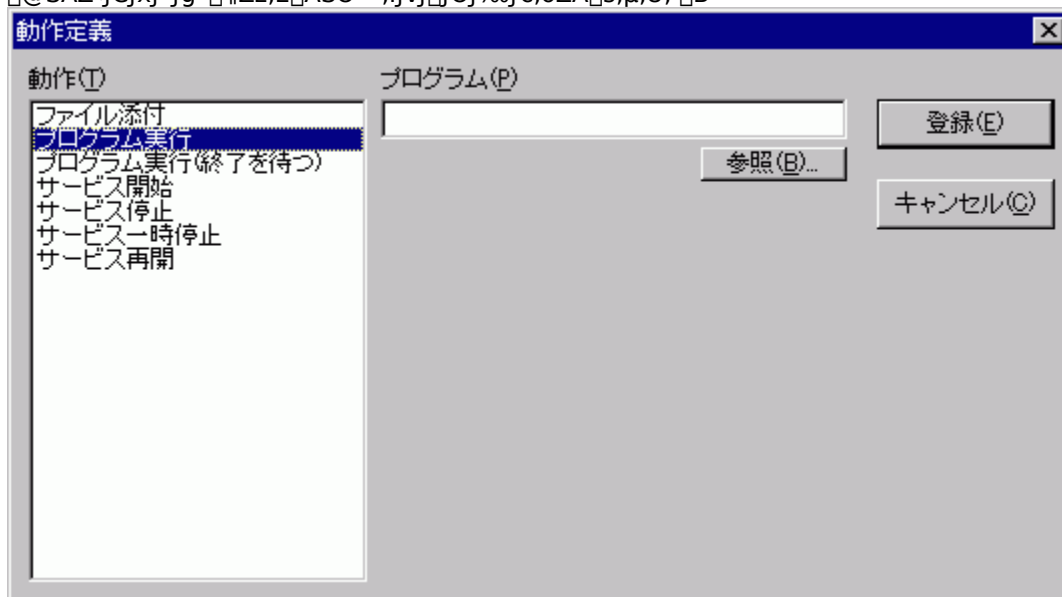 動作定義
動作(T)
プログラム(P)
ファイル添付
プログラム実行
プログラム実行(終了を待つ)
サービス開始
サービス停止
サービス一時停止
サービス再開
参照(B)...
登録(E)
キャンセル(C)